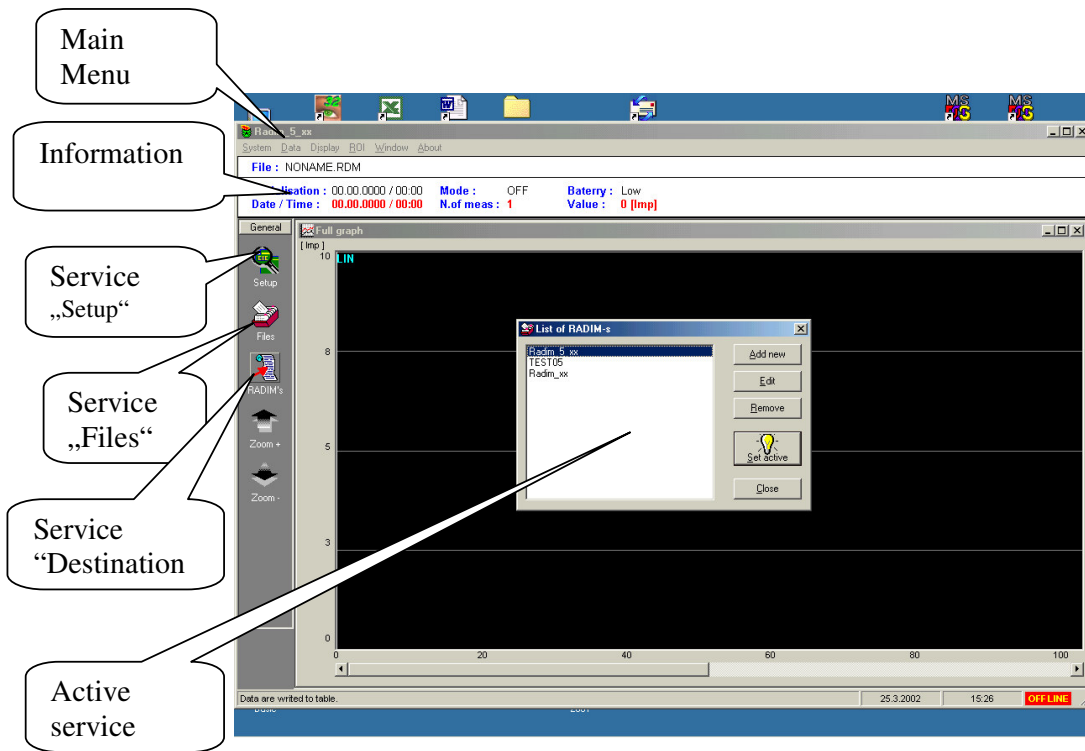 Main
Menu
Information
Service
„Setup“
Service
„Files“
Service
“Destination
Active
service
MS
MS
Radim_5_xx
System Data Display ROI Window About
File : NONAME.RDM
00.00.0000 / 00:00 Mode : OFF Baterry : Low
Date / Time : 00.00.0000 / 00:00 N.of meas : 1 Value : 0 [Imp]
General
Setup
Files
RADIM's
Zoom +
Zoom -
Full graph
[ Imp ]
LIN
10
8
5
3
0
0 20 40 60 80 100
List of RADIM-s
Radim_5_xx
TEST05
Radim_xx
Add new
Edit
Remove
Set active
Close
Data are writed to table.
25.3.2002 15:26 OFFLINE